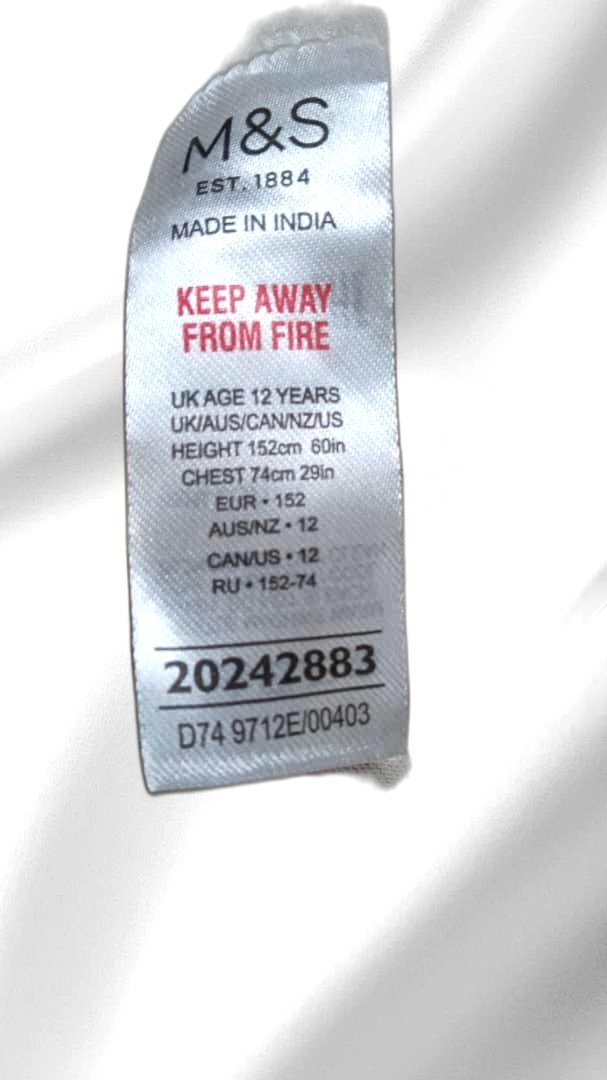 M&S
EST. 1884
MADE IN INDIA
KEEP AWAY
FROM FIRE
UK AGE 12 YEARS
UK/AUS/CAN/NZ/US
HEIGHT 152cm 60in
CHEST 74cm 29in
EUR • 152
AUS/NZ • 12
CAN/US • 12
RU • 152-74
20242883
D74 9712E/00403